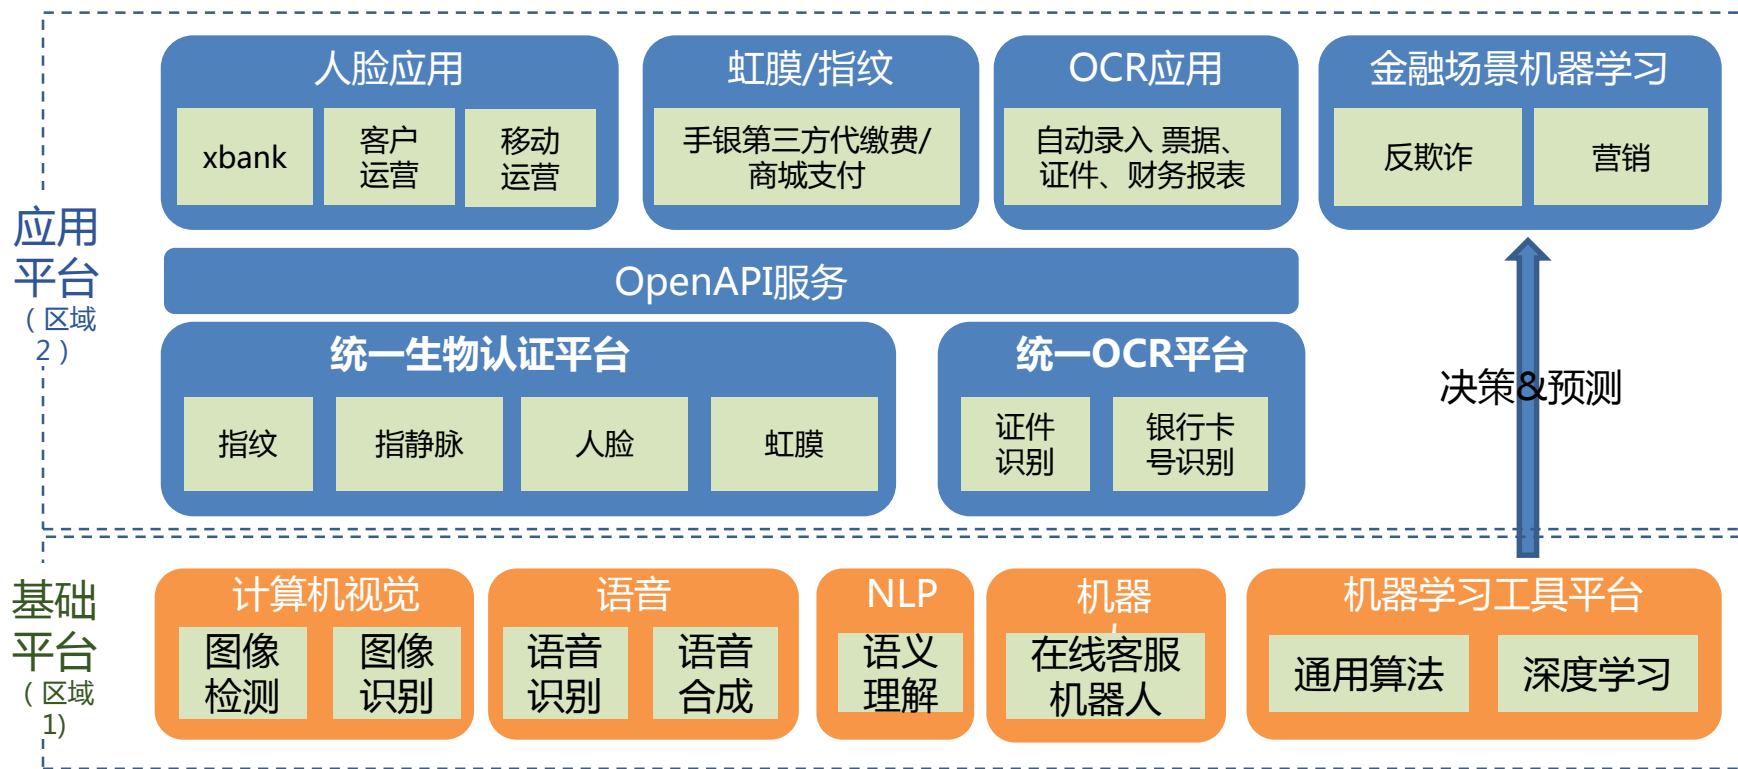 人脸应用
xbank
客户
运营
移动
运营
虹膜/指纹
手银第三方代缴费/
商城支付
OCR应用
自动录入 票据、
证件、财务报表
金融场景机器学习
反欺诈
营销
应用
平台
（区域
2）
OpenAPI服务
统一生物认证平台
指纹
指静脉
人脸
虹膜
统一OCR平台
证件
识别
银行卡
号识别
决策&预测
基础
平台
（区域
1)
计算机视觉
图像
检测
图像
识别
语音
语音
识别
语音
合成
NLP
语义
理解
机器
在线客服
机器人
机器学习工具平台
通用算法
深度学习